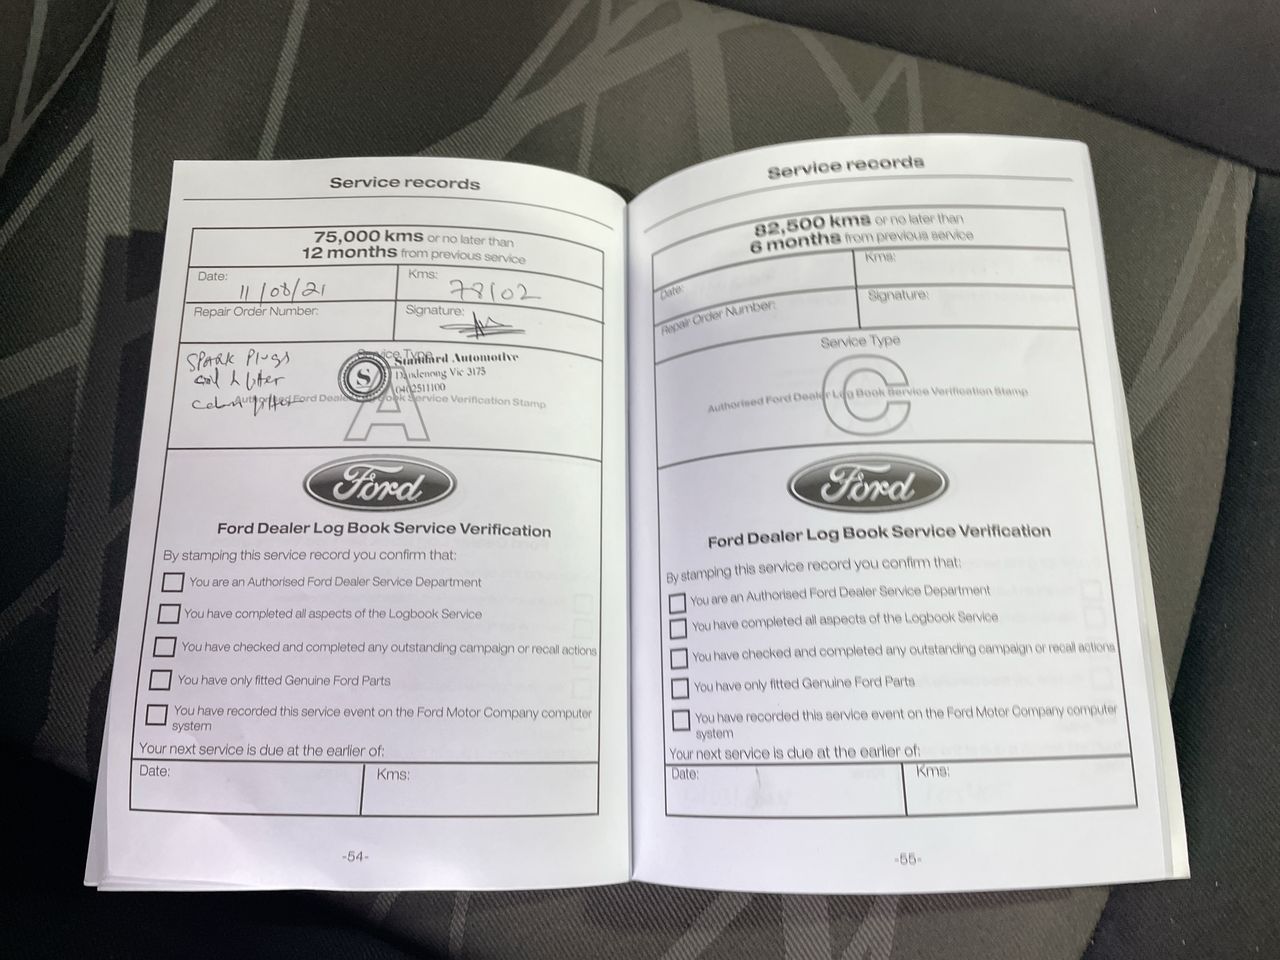 Service records
75,000 kms or no later than
12 months from previous service
Date:
11/08/21
Kms:
78102
Repair Order Number:
Signature:
Service Type
SPARK Plugs
oil & filter
filter
S
Standard Automotive
Dandenong Vic 3175
2511100
Authorised Ford Dealer Log Book Service Verification Stamp
A
Ford
Ford Dealer Log Book Service Verification
By stamping this service record you confirm that:
You are an Authorised Ford Dealer Service Department
You have completed all aspects of the Logbook Service
You have checked and completed any outstanding campaign or recall actions
You have only fitted Genuine Ford Parts
You have recorded this service event on the Ford Motor Company computer
system
Your next service is due at the earlier of:
Date:
Kms:
-54-
Service records
82,500 kms or no later than
6 months from previous service
Date:
Kms:
Repair Order Number:
Signature:
Service Type
Authorised Ford Dealer Log Book Service Verification Stamp
C
Ford
Ford Dealer Log Book Service Verification
By stamping this service record you confirm that:
You are an Authorised Ford Dealer Service Department
You have completed all aspects of the Logbook Service
You have checked and completed any outstanding campaign or recall actions
You have only fitted Genuine Ford Parts
You have recorded this service event on the Ford Motor Company computer
system
Your next service is due at the earlier of:
Date:
Kms:
-55-